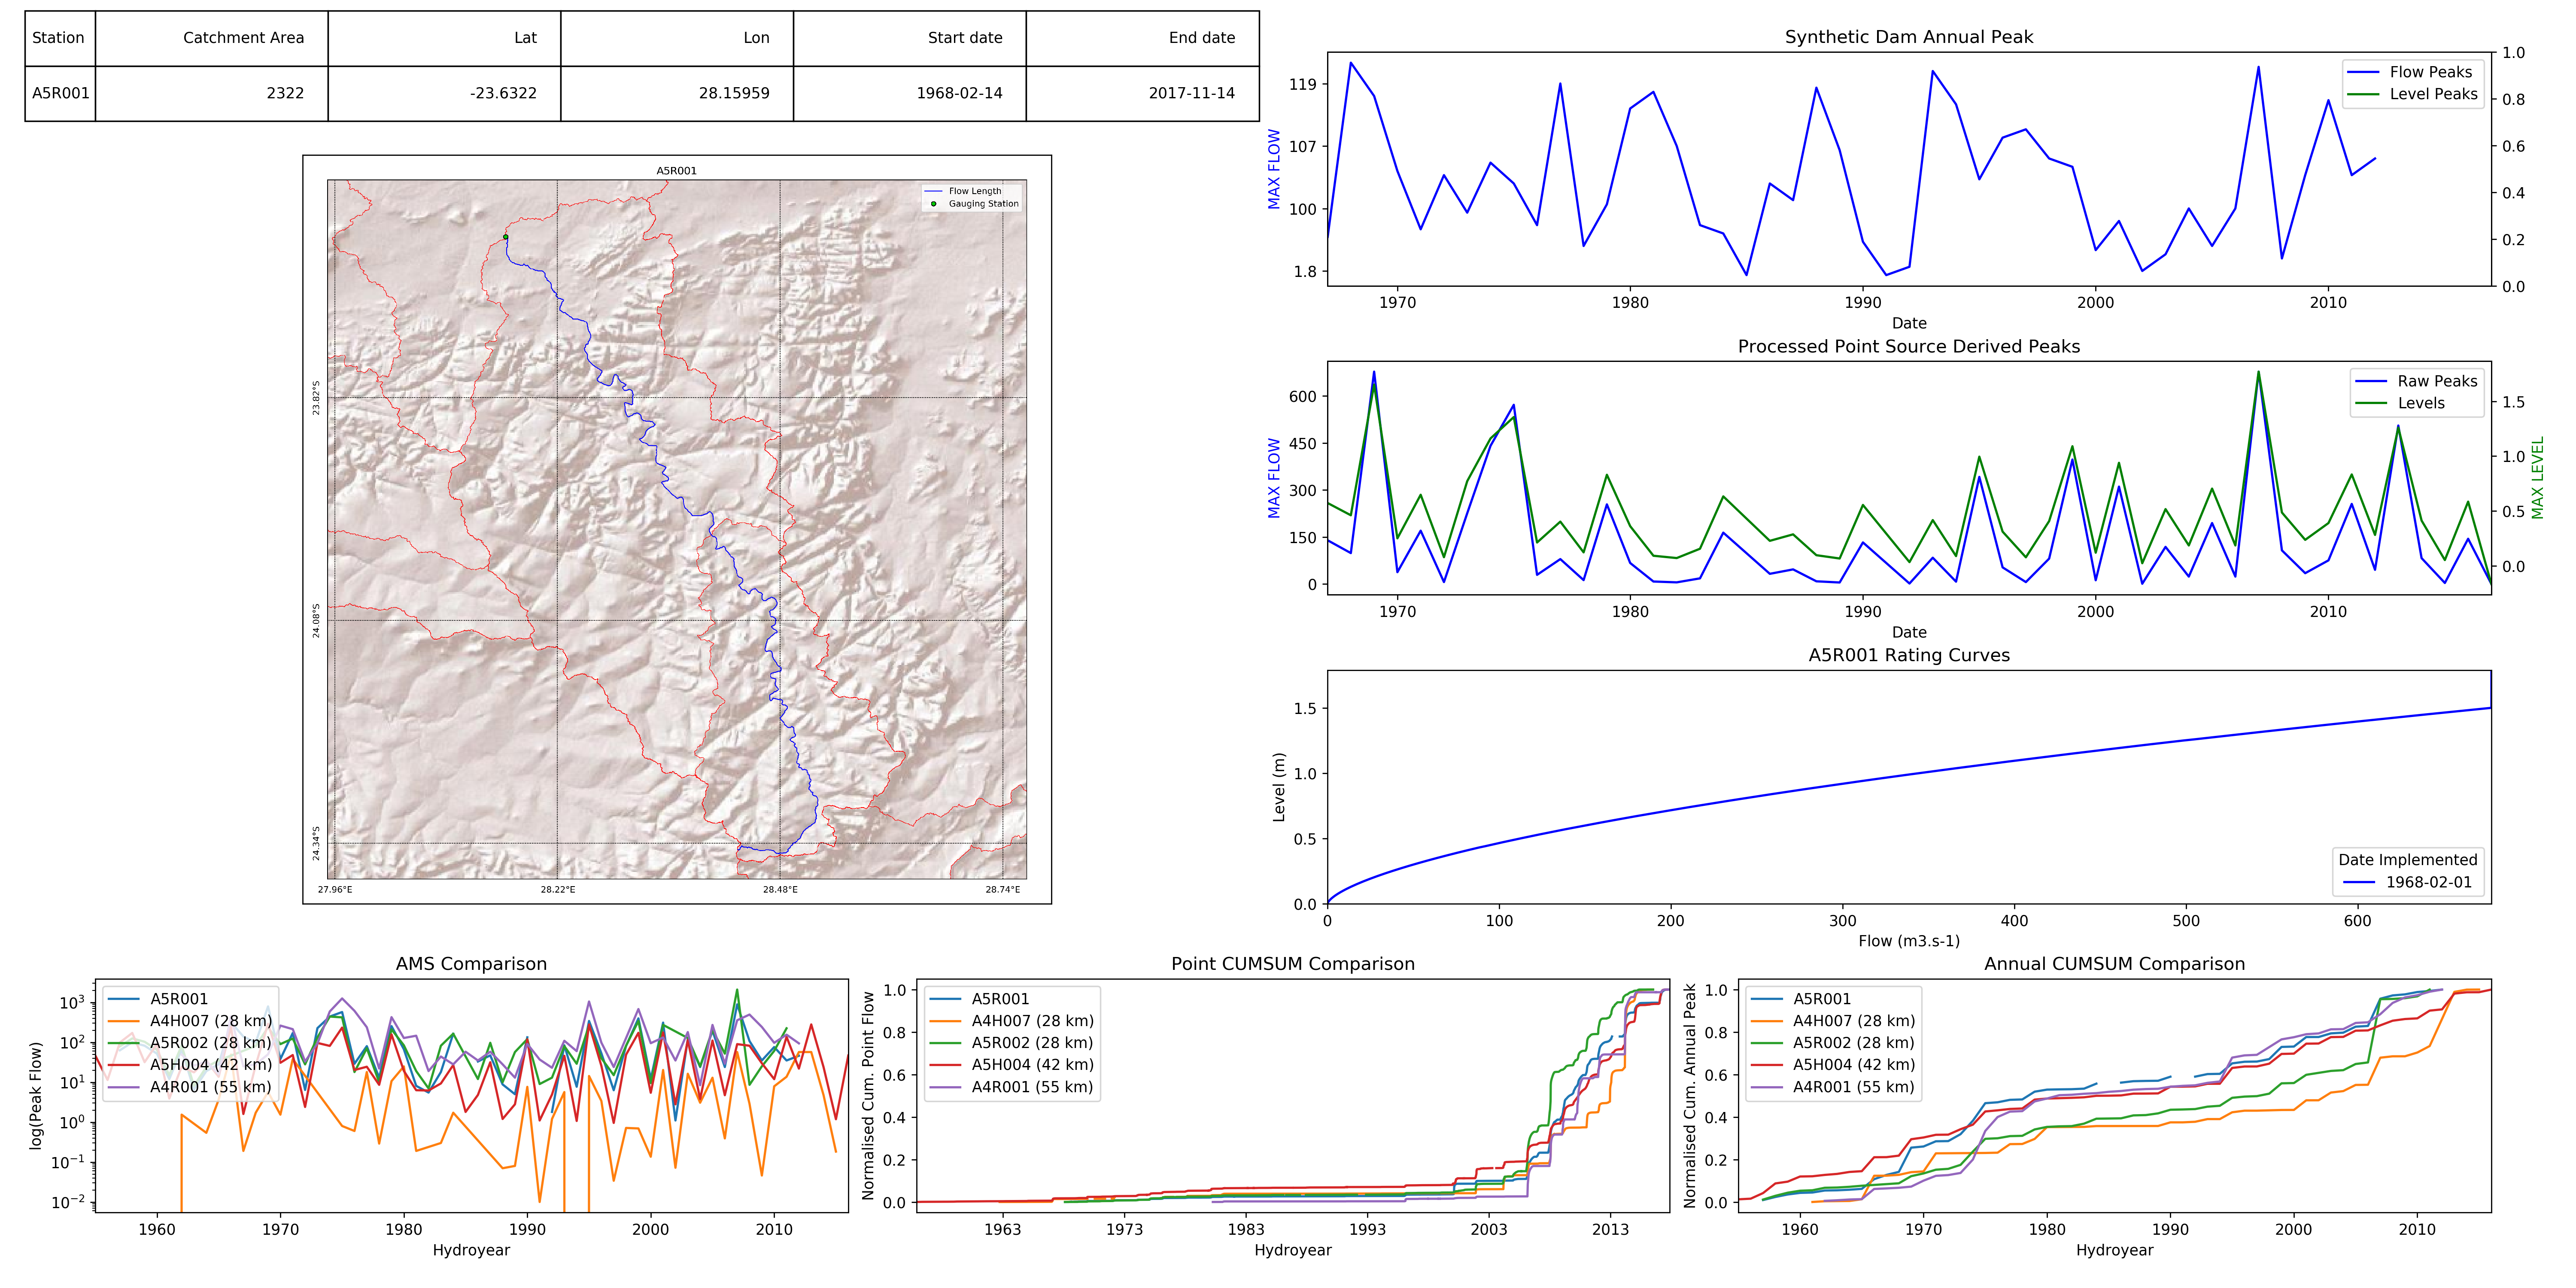 Station Catchment Area Lat Lon Start date End date
A5R001 2322 -23.6322 28.15959 1968-02-14 2017-11-14
A5R001
Flow Length
Gauging Station
23.82°S
24.08°S
24.34°S
27.96°E 28.22°E 28.48°E 28.74°E
Synthetic Dam Annual Peak
Flow Peaks
Level Peaks
MAX FLOW
119
107
100
1.8
1.0
0.8
0.6
0.4
0.2
0.0
1970 1980 1990 2000 2010
Date
Processed Point Source Derived Peaks
Raw Peaks
Levels
MAX FLOW
600
450
300
150
0
1.5
1.0
0.5
0.0
MAX LEVEL
1970 1980 1990 2000 2010
Date
A5R001 Rating Curves
Level (m)
1.5
1.0
0.5
0.0
Date Implemented
1968-02-01
0 100 200 300 400 500 600
Flow (m3.s-1)
AMS Comparison
A5R001
A4H007 (28 km)
A5R002 (28 km)
A5H004 (42 km)
A4R001 (55 km)
log(Peak Flow)
10³
10²
10¹
10⁰
10⁻¹
10⁻²
1960 1970 1980 1990 2000 2010
Hydroyear
Point CUMSUM Comparison
A5R001
A4H007 (28 km)
A5R002 (28 km)
A5H004 (42 km)
A4R001 (55 km)
Normalised Cum. Point Flow
1.0
0.8
0.6
0.4
0.2
0.0
1963 1973 1983 1993 2003 2013
Hydroyear
Annual CUMSUM Comparison
A5R001
A4H007 (28 km)
A5R002 (28 km)
A5H004 (42 km)
A4R001 (55 km)
Normalised Cum. Annual Peak
1.0
0.8
0.6
0.4
0.2
0.0
1960 1970 1980 1990 2000 2010
Hydroyear